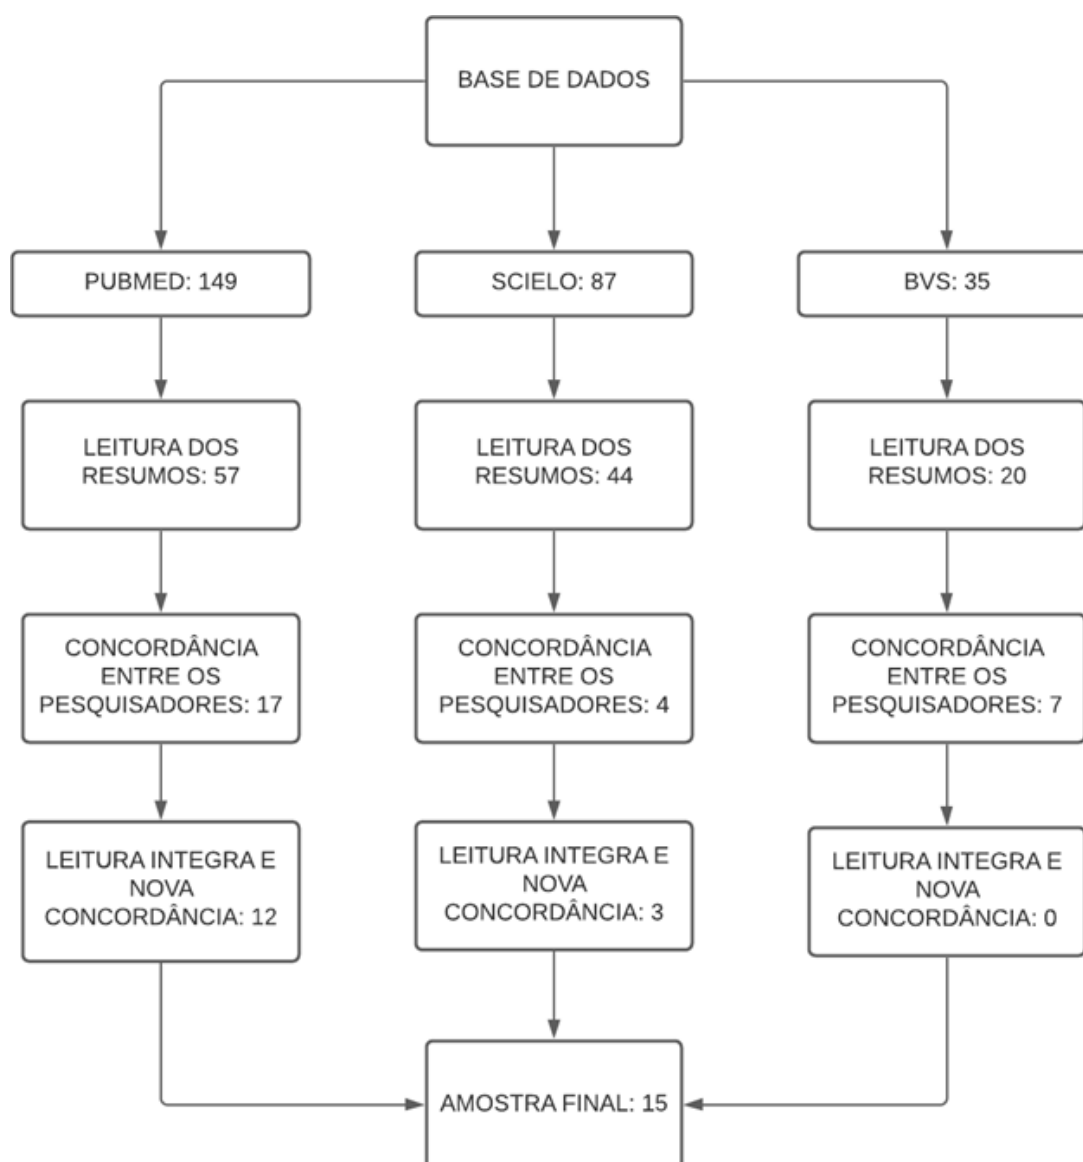 BASE DE DADOS
PUBMED: 149
SCIELO: 87
BVS: 35
LEITURA DOS
RESUMOS: 57
LEITURA DOS
RESUMOS: 44
LEITURA DOS
RESUMOS: 20
CONCORDÂNCIA
ENTRE OS
PESQUISADORES: 17
CONCORDÂNCIA
ENTRE OS
PESQUISADORES: 4
CONCORDÂNCIA
ENTRE OS
PESQUISADORES: 7
LEITURA INTEGRA E
NOVA
CONCORDÂNCIA: 12
LEITURA INTEGRA E
NOVA
CONCORDÂNCIA: 3
LEITURA INTEGRA E
NOVA
CONCORDÂNCIA: 0
AMOSTRA FINAL: 15